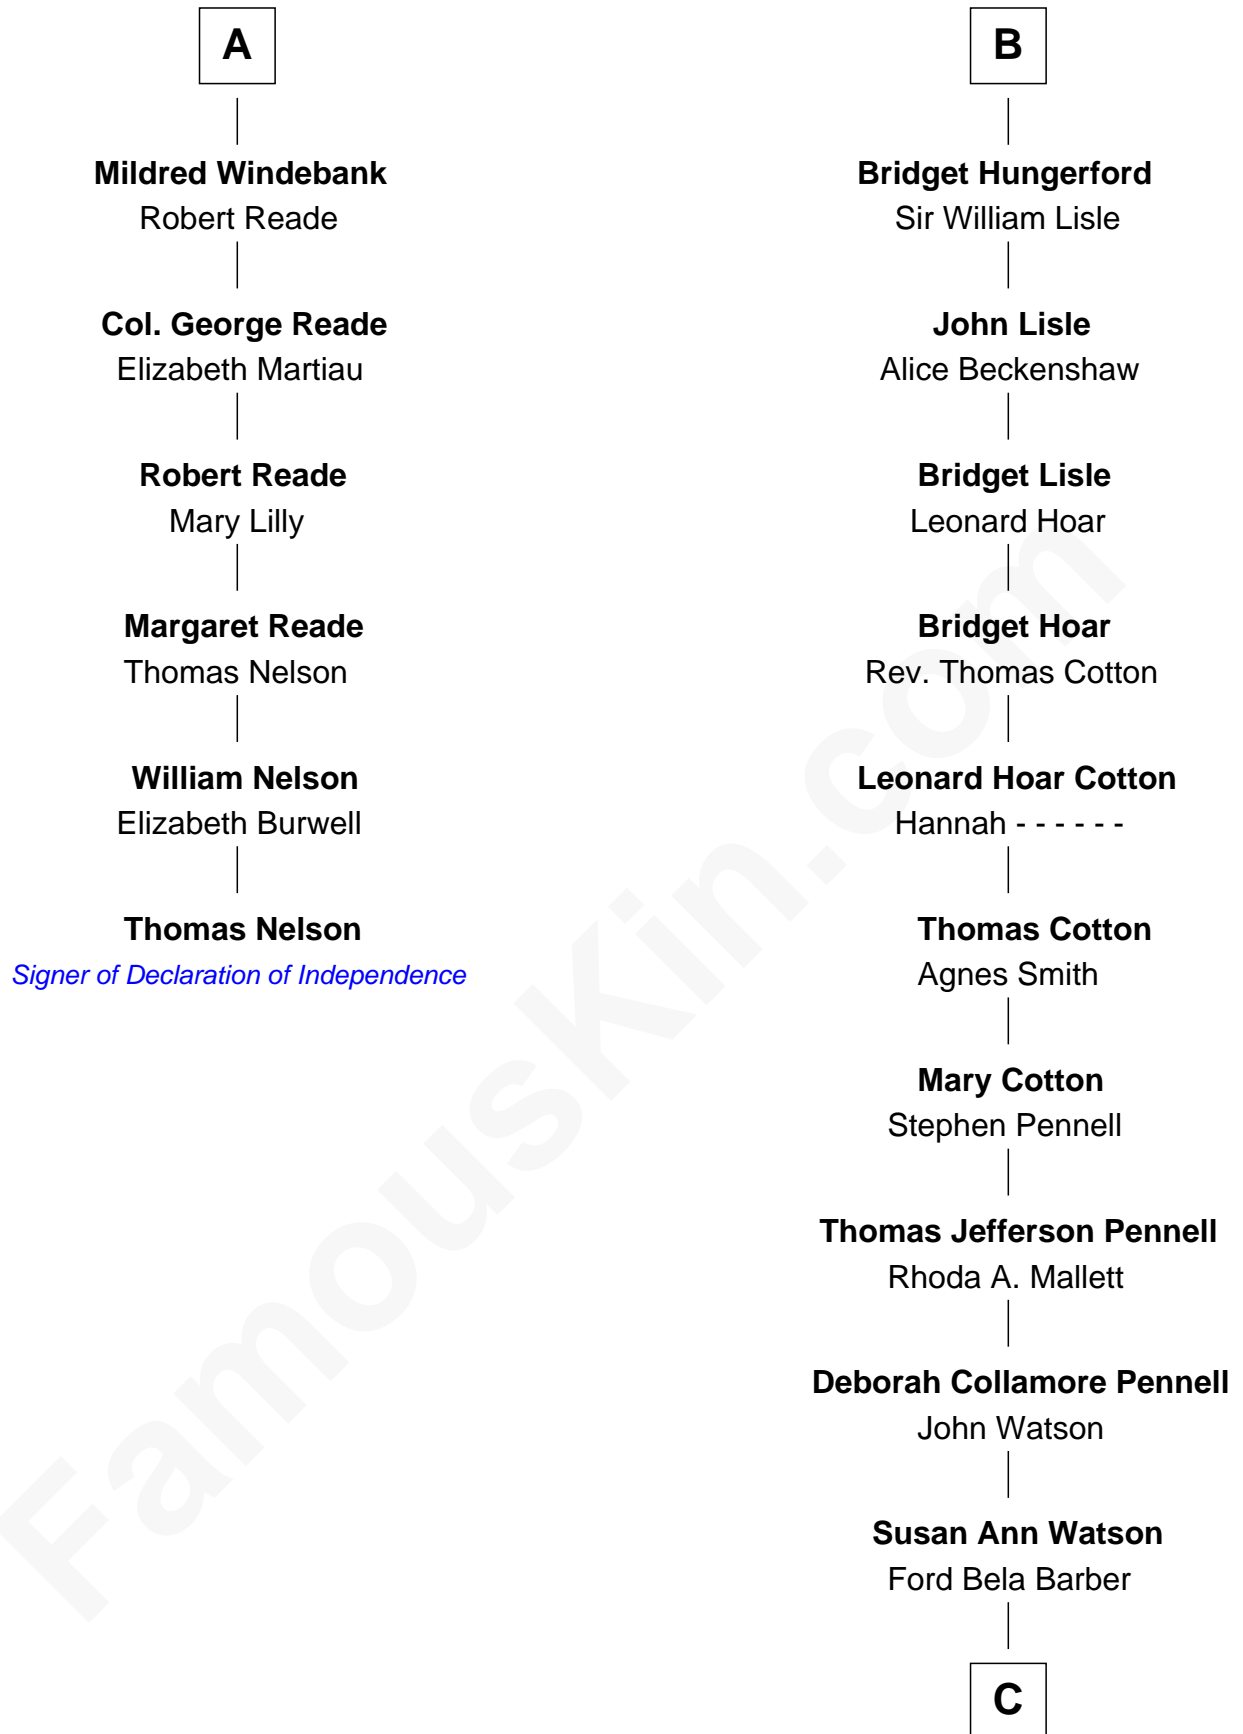 A
Mildred Windebank
Robert Reade
Col. George Reade
Elizabeth Martiau
Robert Reade
Mary Lilly
Margaret Reade
Thomas Nelson
William Nelson
Elizabeth Burwell
Thomas Nelson
Signer of Declaration of Independence
B
Bridget Hungerford
Sir William Lisle
John Lisle
Alice Beckenshaw
Bridget Lisle
Leonard Hoar
Bridget Hoar
Rev. Thomas Cotton
Leonard Hoar Cotton
Hannah - - - - - -
Thomas Cotton
Agnes Smith
Mary Cotton
Stephen Pennell
Thomas Jefferson Pennell
Rhoda A. Mallett
Deborah Collamore Pennell
John Watson
Susan Ann Watson
Ford Bela Barber
C
FamousKin.com